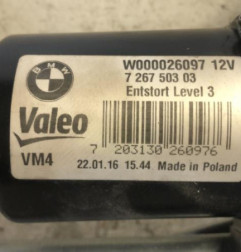 BMW
W000026097 12V
7 267 503 03
Entstort Level 3
Valeo
VM4
7 203130 260976
22.01.16 15.44 Made in Poland